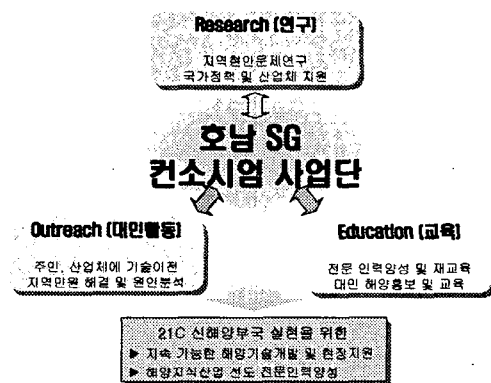 Research (연구)
지역현안문제연구
국가정책 및 산업체 지원
호남 SG
컨소시엄 사업단
Outreach (대민활동)
주민, 산업체에 기술이전
지역민원 해결 및 원인분석
Education (교육)
전문 인력양성 및 재교육
대민 해양홍보 및 교육
21C 신해양부국 실현을 위한
▶ 지속 가능한 해양기술개발 및 현장지원
▶ 해양지식산업 선도 전문인력양성